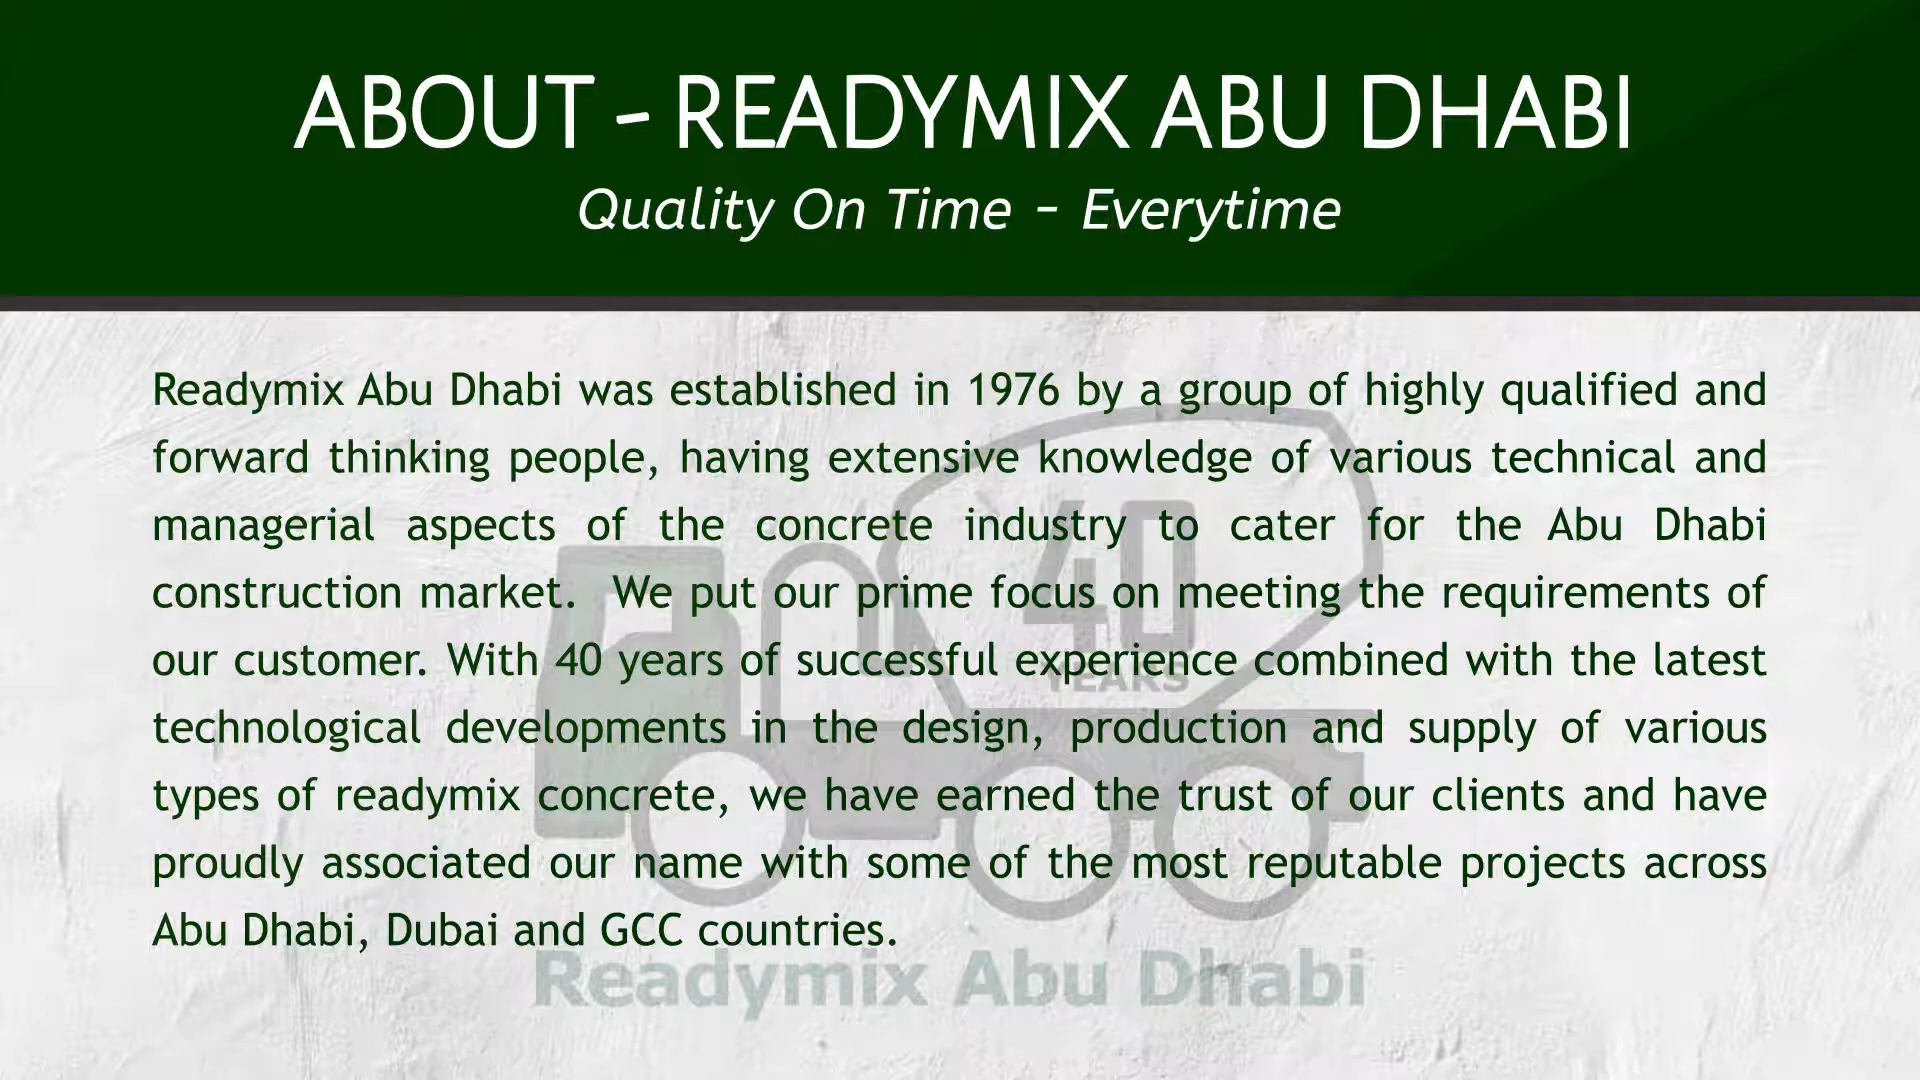 ABOUT - READYMIX ABU DHABI
Quality On Time - Everytime
Readymix Abu Dhabi was established in 1976 by a group of highly qualified and
forward thinking people, having extensive knowledge of various technical and
managerial aspects of the concrete industry to cater for the Abu Dhabi
construction market. We put our prime focus on meeting the requirements of
our customer. With 40 years of successful experience combined with the latest
technological developments in the design, production and supply of various
types of readymix concrete, we have earned the trust of our clients and have
proudly associated our name with some of the most reputable projects across
Abu Dhabi, Dubai and GCC countries.
40
YEARS
Readymix Abu Dhabi